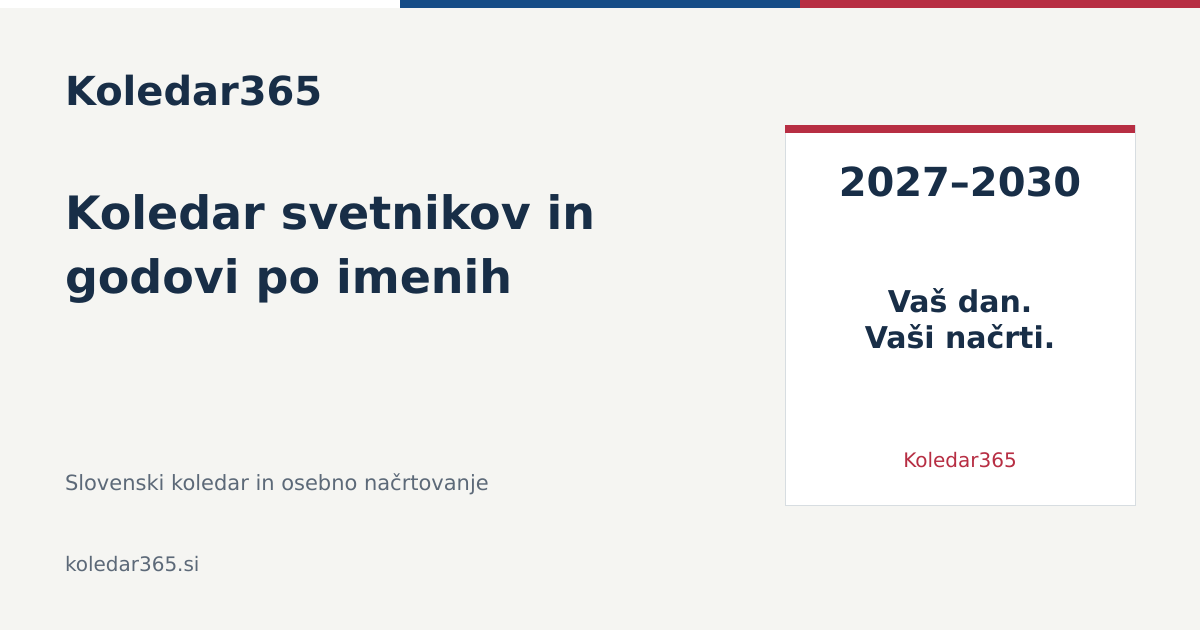 Koledar365
Koledar svetnikov in
godovi po imenih
Slovenski koledar in osebno načrtovanje
koledar365.si
2027–2030
Vaš dan.
Vaši načrti.
Koledar365